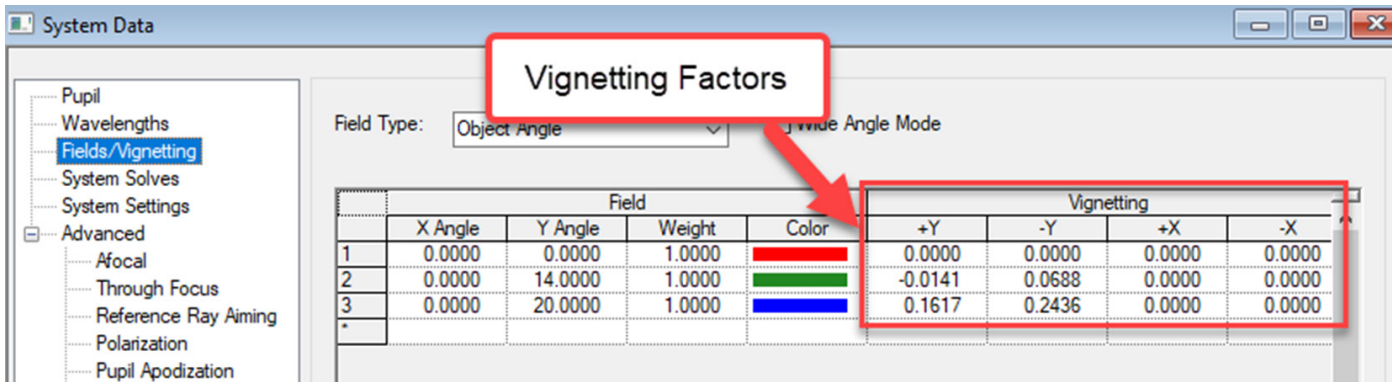 System Data
Vignetting Factors
Pupil
Wavelengths
Fields/Vignetting
System Solves
System Settings
Advanced
Afocal
Through Focus
Reference Ray Aiming
Polarization
Pupil Apodization
Field Type: Object Angle Wide Angle Mode
Field Vignetting
X Angle Y Angle Weight Color +Y -Y +X -X
1 0.0000 0.0000 1.0000 0.0000 0.0000 0.0000 0.0000
2 0.0000 14.0000 1.0000 -0.0141 0.0688 0.0000 0.0000
3 0.0000 20.0000 1.0000 0.1617 0.2436 0.0000 0.0000
*